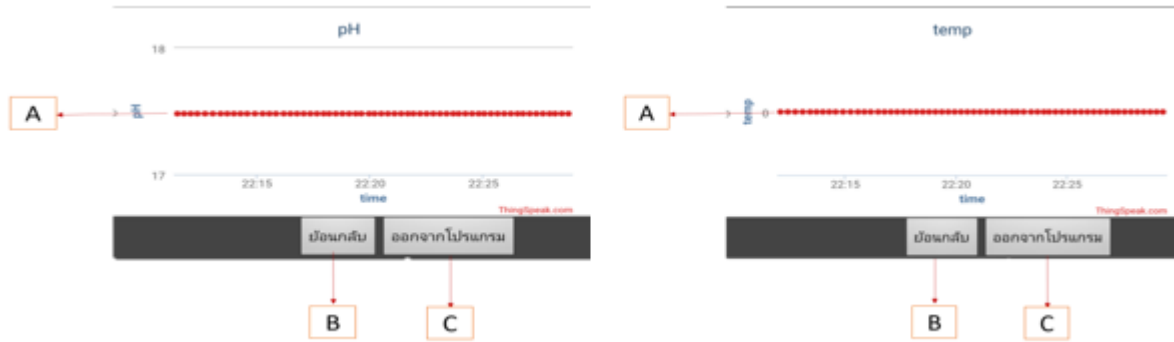 pH
18
A
pH
17
22:15 22:20 22:25
time
ThingSpeak.com
ย้อนกลับ ออกจากโปรแกรม
B C
temp
A
temp
0
22:15 22:20 22:25
time
ThingSpeak.com
ย้อนกลับ ออกจากโปรแกรม
B C